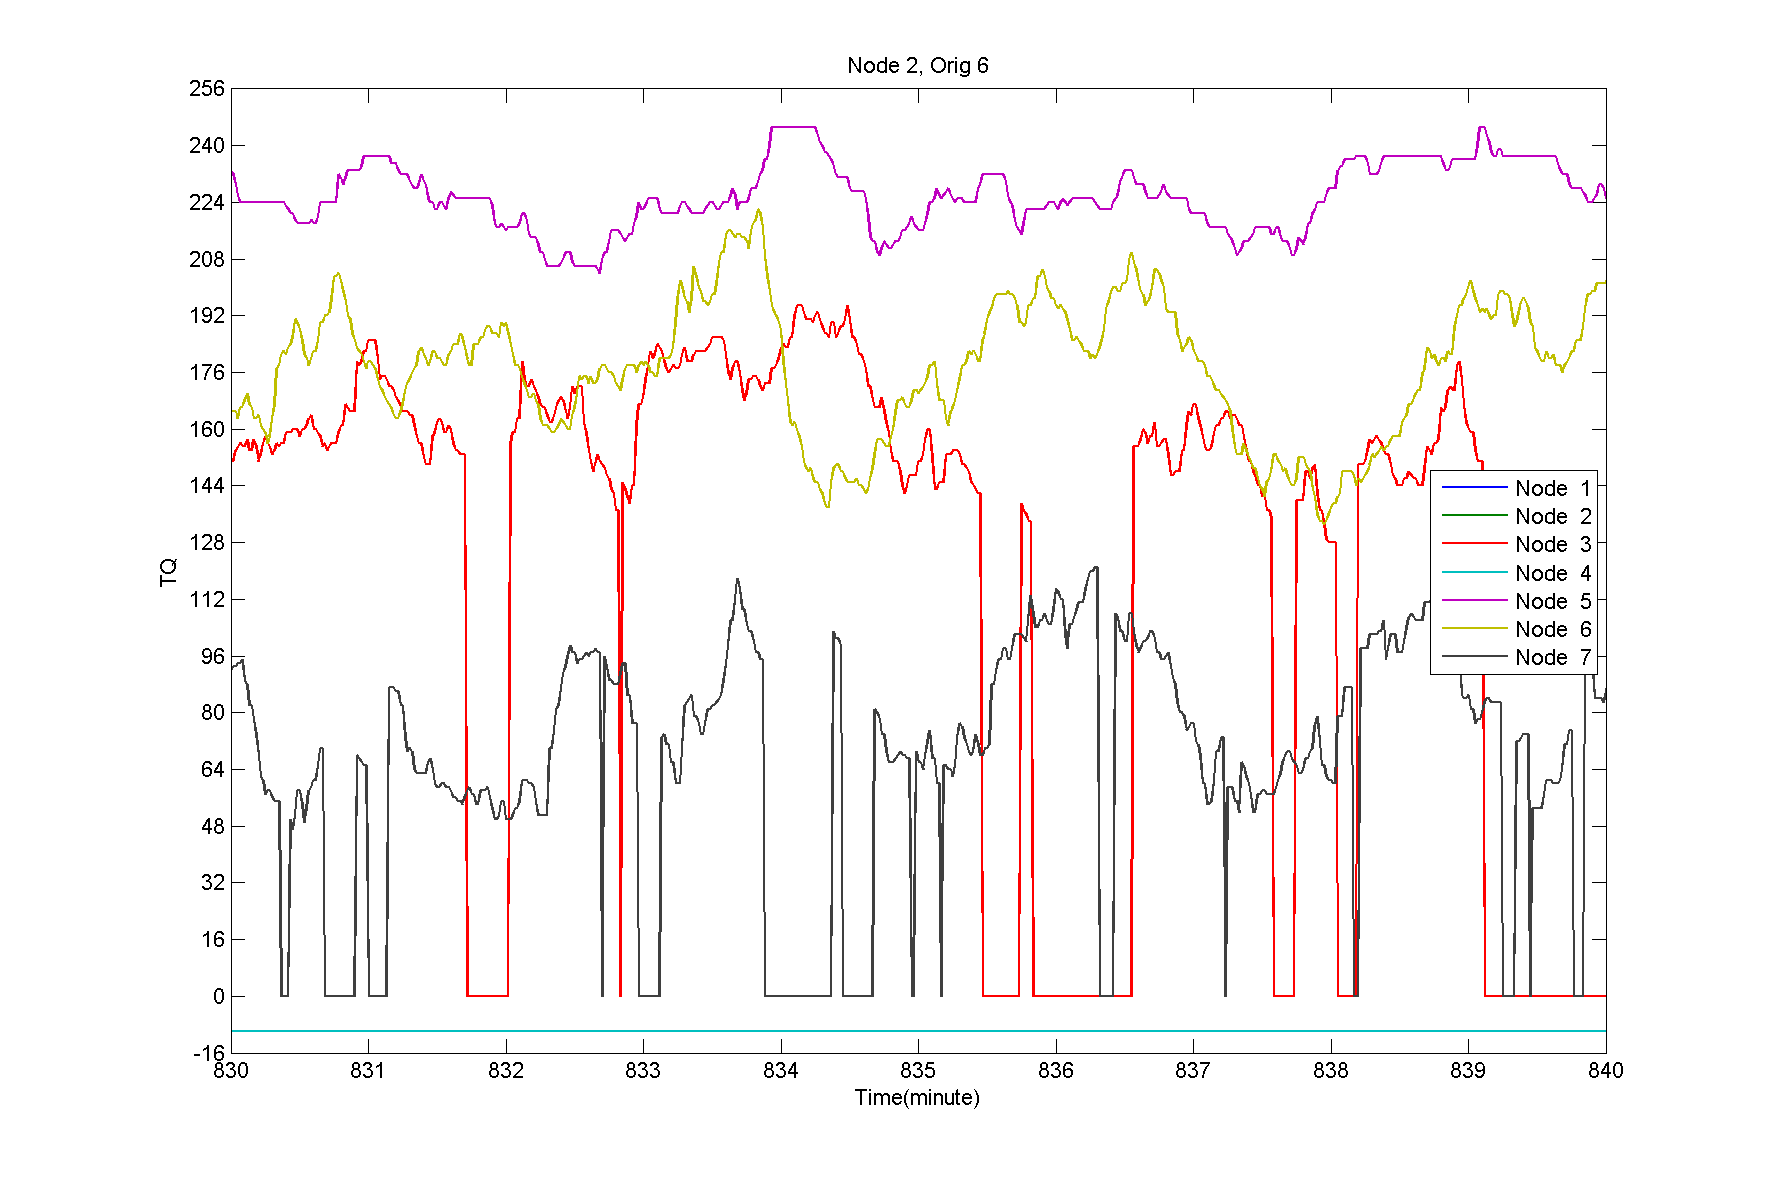 Node 2, Orig 6
256
240
224
208
192
176
160
144
128
112
96
80
64
48
32
16
0
-16
TQ
Node 1
Node 2
Node 3
Node 4
Node 5
Node 6
Node 7
830 831 832 833 834 835 836 837 838 839 840
Time(minute)